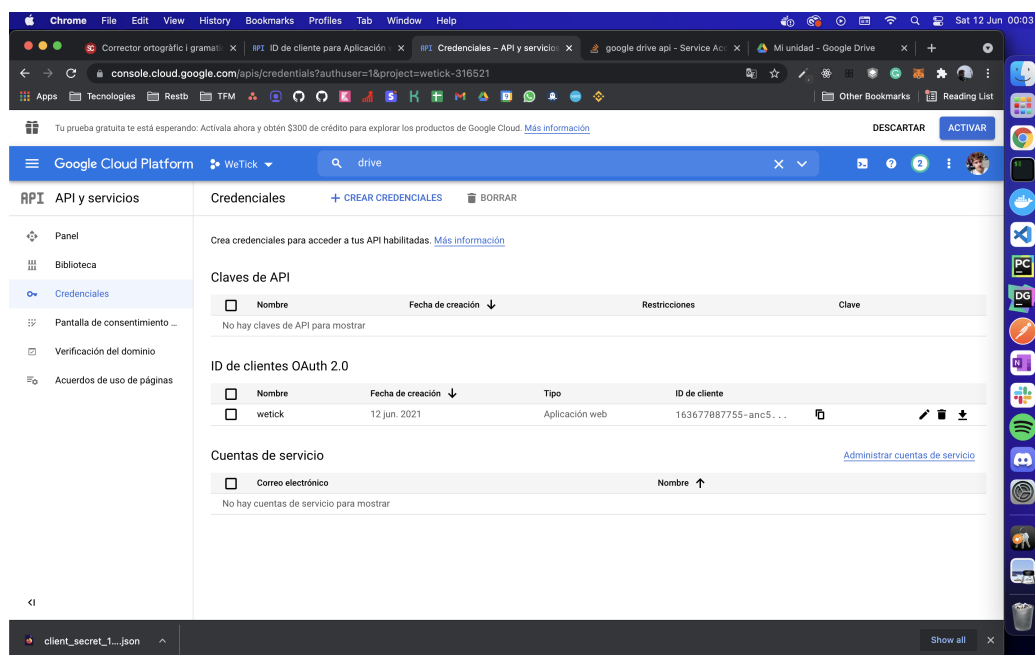 Chrome File Edit View History Bookmarks Profiles Tab Window Help Sat 12 Jun 00:03
Corrector ortogràfic i gramatic API ID de cliente para Aplicación API Credenciales – API y servicios google drive api - Service Acc Mi unidad - Google Drive
console.cloud.google.com/apis/credentials?authuser=1&project=wetick-316521
Apps Tecnologies Restb TFM Other Bookmarks Reading List
Tu prueba gratuita te está esperando: Actívala ahora y obtén $300 de crédito para explorar los productos de Google Cloud. Más información DESCARTAR ACTIVAR
Google Cloud Platform WeTick drive 2
API API y servicios Credenciales + CREAR CREDENCIALES BORRAR
Panel
Crea credenciales para acceder a tus API habilitadas. Más información
Biblioteca
Claves de API
Credenciales
Nombre Fecha de creación Restricciones Clave
Pantalla de consentimiento ...
No hay claves de API para mostrar
Verificación del dominio
ID de clientes OAuth 2.0
Acuerdos de uso de páginas
Nombre Fecha de creación Tipo ID de cliente
wetick 12 jun. 2021 Aplicación web 163677087755-anc5...
Cuentas de servicio Administrar cuentas de servicio
Correo electrónico Nombre
No hay cuentas de servicio para mostrar
client_secret_1....json Show all